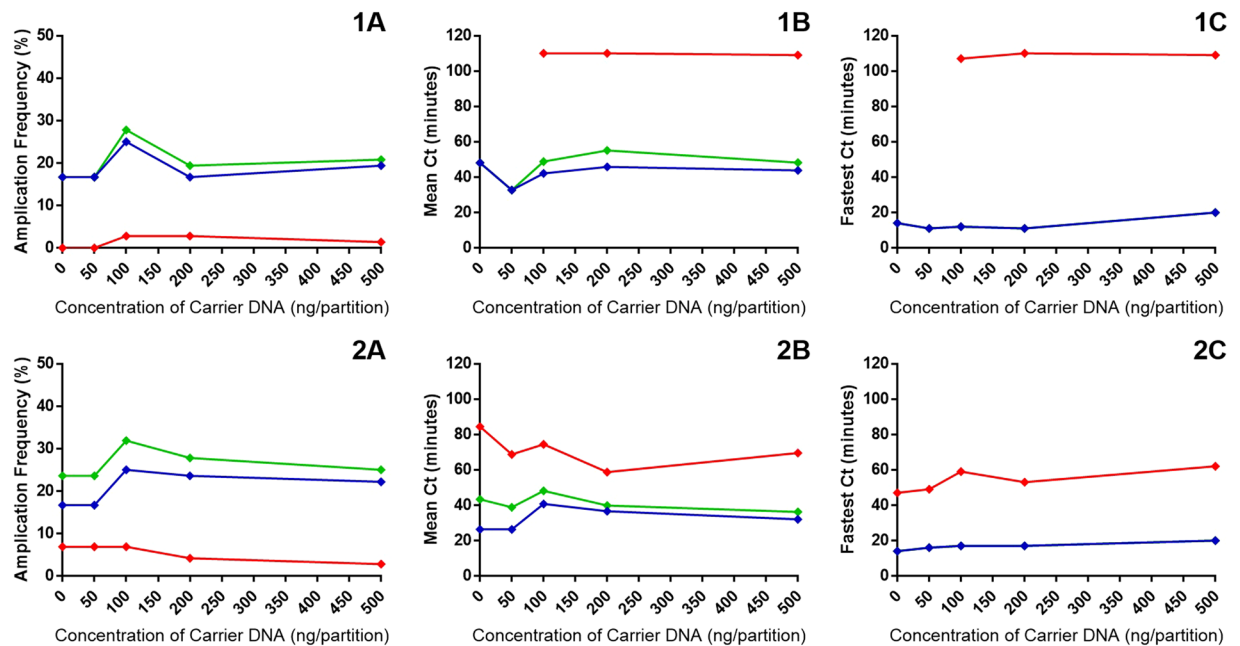 1A
Amplication Frequency (%)
50
40
30
20
10
0
0 50 100 150 200 250 300 350 400 450 500
Concentration of Carrier DNA (ng/partition)
1B
Mean Ct (minutes)
120
100
80
60
40
20
0
0 50 100 150 200 250 300 350 400 450 500
Concentration of Carrier DNA (ng/partition)
1C
Fastest Ct (minutes)
120
100
80
60
40
20
0
0 50 100 150 200 250 300 350 400 450 500
Concentration of Carrier DNA (ng/partition)
2A
Amplication Frequency (%)
50
40
30
20
10
0
0 50 100 150 200 250 300 350 400 450 500
Concentration of Carrier DNA (ng/partition)
2B
Mean Ct (minutes)
120
100
80
60
40
20
0
0 50 100 150 200 250 300 350 400 450 500
Concentration of Carrier DNA (ng/partition)
2C
Fastest Ct (minutes)
120
100
80
60
40
20
0
0 50 100 150 200 250 300 350 400 450 500
Concentration of Carrier DNA (ng/partition)